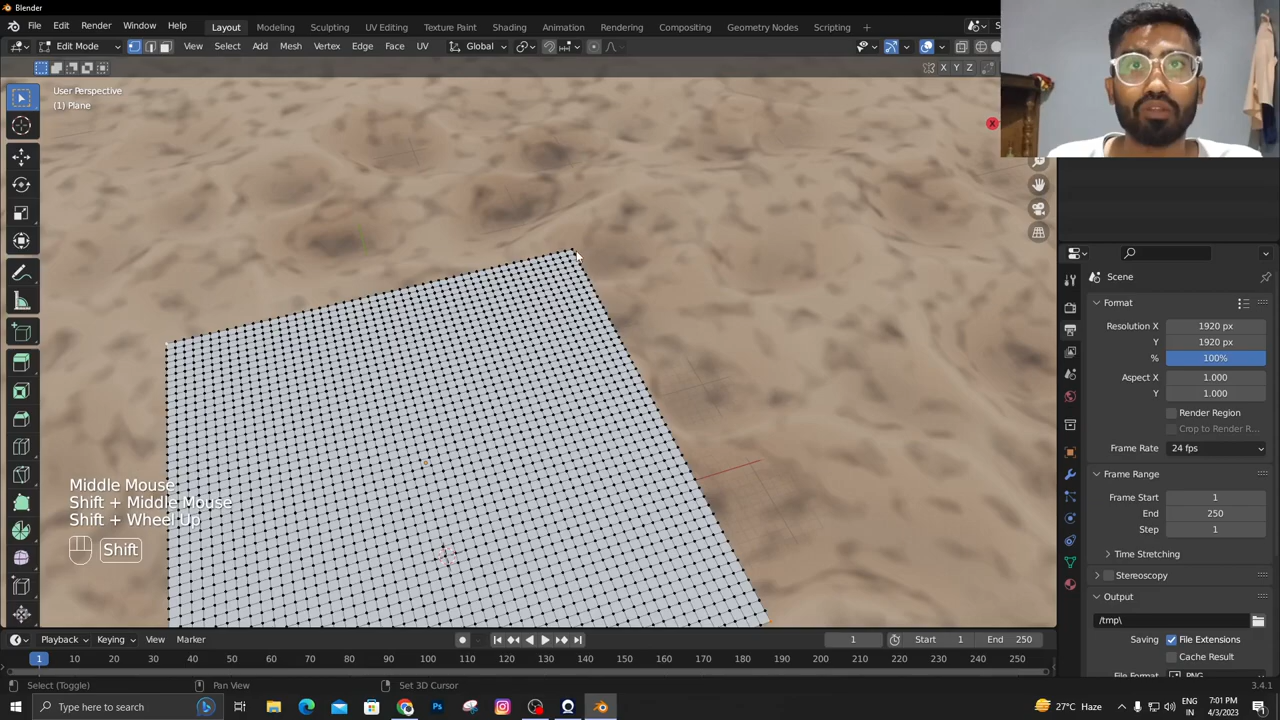 Blender
File Edit Render Window Help Layout Modeling Sculpting UV Editing Texture Paint Shading Animation Rendering Compositing Geometry Nodes Scripting +
Edit Mode View Select Add Mesh Vertex Edge Face UV Global
X Y Z
User Perspective
(1) Plane
X
Scene
Format
Resolution X 1920 px
Y 1920 px
% 100%
Aspect X 1.000
Y 1.000
Render Region
Crop to Render R...
Frame Rate 24 fps
Frame Range
Frame Start 1
End 250
Step 1
Time Stretching
Stereoscopy
Output
/tmp\
Saving File Extensions
Cache Result
Middle Mouse
Shift + Middle Mouse
Shift + Wheel Up
Shift
Playback Keying View Marker 1 Start 1 End 250
1 10 20 30 40 50 60 70 80 90 100 110 120 130 140 150 160 170 180 190 200 210 220 230 240 250
Select (Toggle) Pan View Set 3D Cursor 3.4.1
Type here to search
27°C Haze
ENG
IN
7:01 PM
4/3/2023